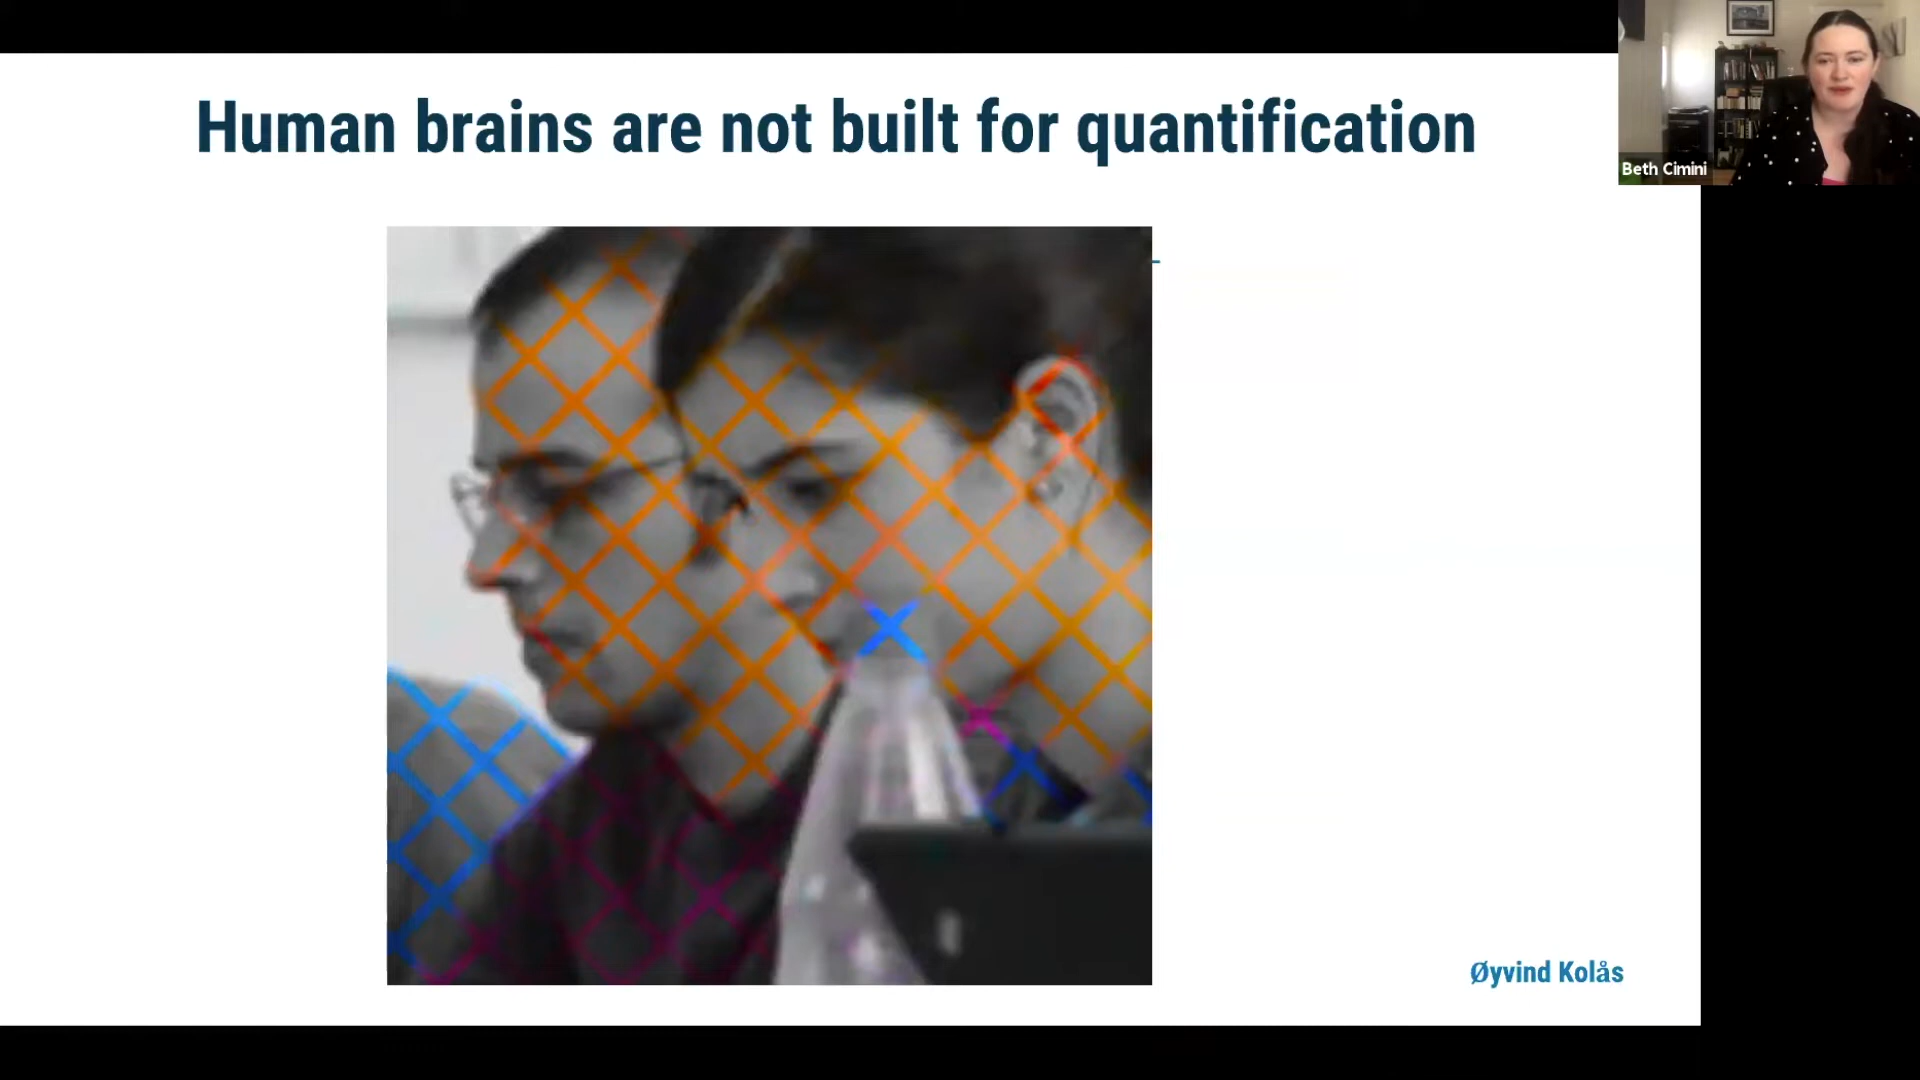 Human brains are not built for quantification
Beth Cimini
Øyvind Kolås